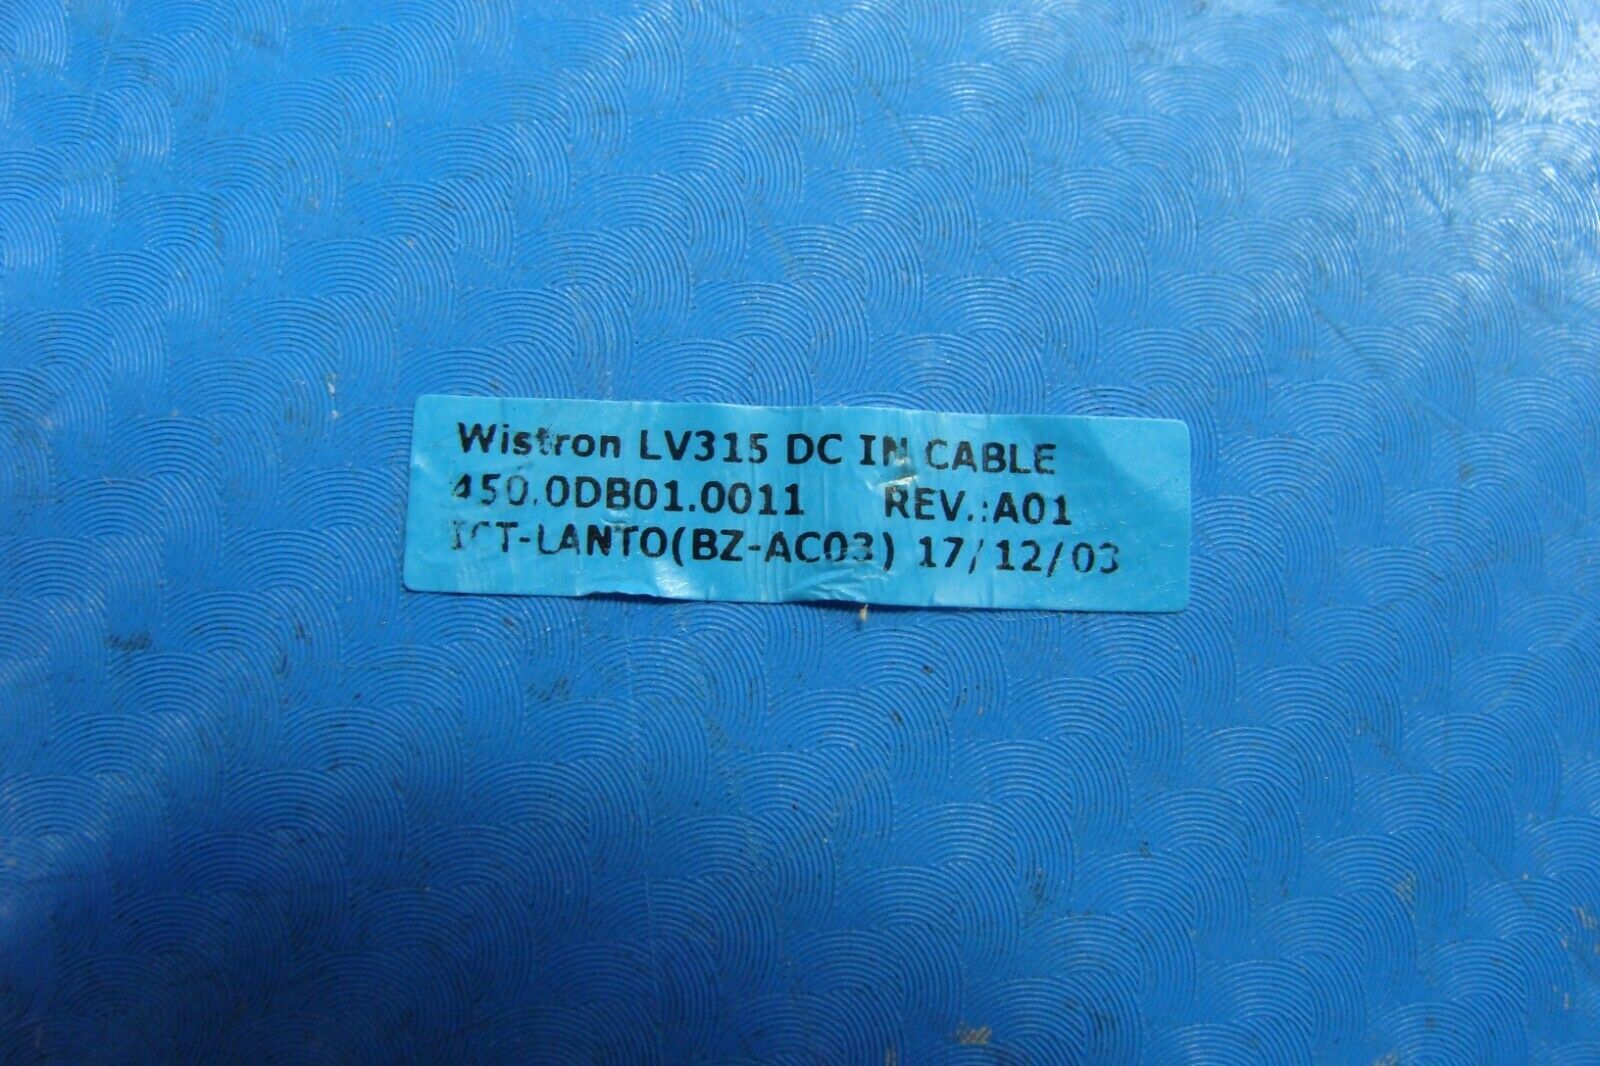 Wistron LV315 DC IN CABLE
450.0DB01.0011 REV.:A01
ICT-LANTO(BZ-AC03) 17/12/03